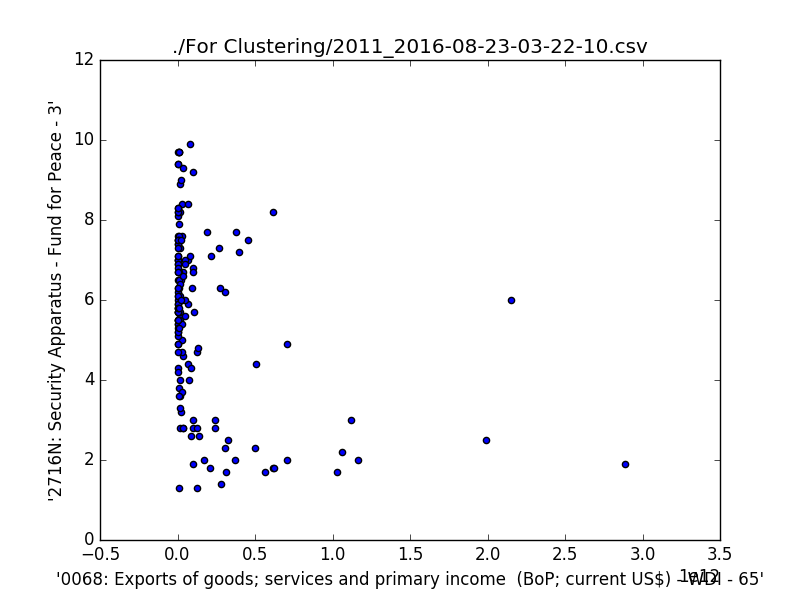 ./For Clustering/2011_2016-08-23-03-22-10.csv
12
10
8
6
4
2
0
'2716N: Security Apparatus - Fund for Peace - 3'
−0.5 0.0 0.5 1.0 1.5 2.0 2.5 3.0 3.5
1e12
'0068: Exports of goods; services and primary income (BoP; current US$) - WDI - 65'